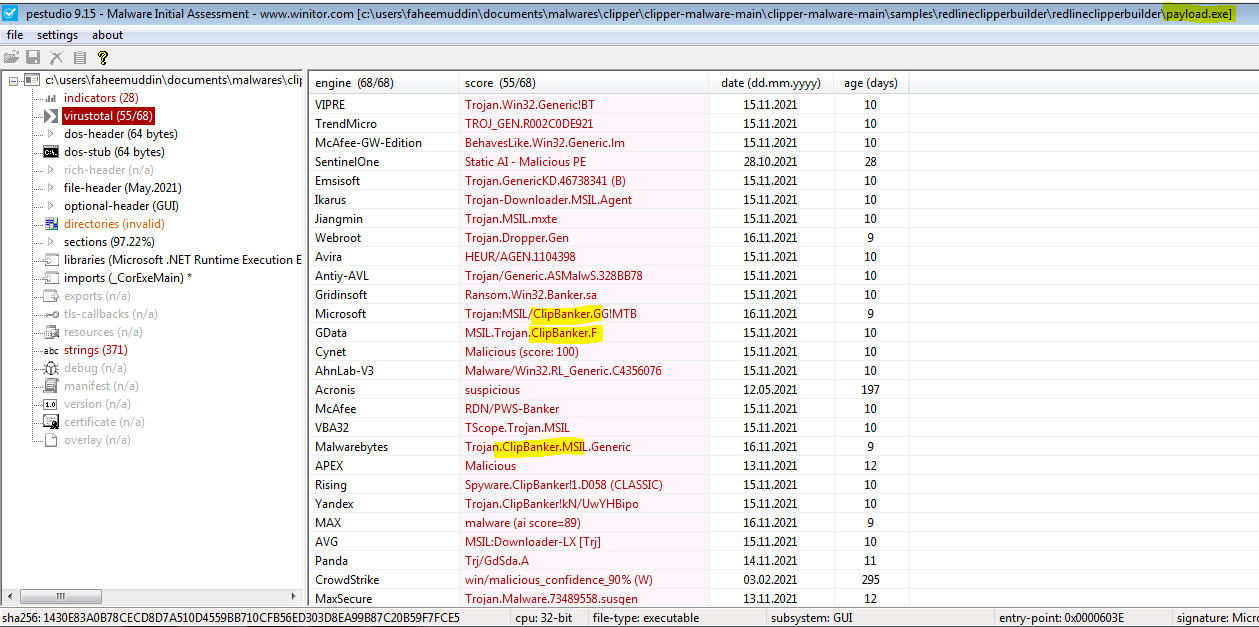 pestudio 9.15 - Malware Initial Assessment - www.winitor.com [c:\users\faheemuddin\documents\malwares\clipper\clipper-malware-main\clipper-malware-main\samples\redlineclipperbuilder\redlineclipperbuilder\payload.exe]
file settings about
c:\users\faheemuddin\documents\malwares\clip
indicators (28)
virustotal (55/68)
dos-header (64 bytes)
dos-stub (64 bytes)
rich-header (n/a)
file-header (May.2021)
optional-header (GUI)
directories (invalid)
sections (97.22%)
libraries (Microsoft .NET Runtime Execution E
imports (_CorExeMain) *
exports (n/a)
tls-callbacks (n/a)
resources (n/a)
abc strings (371)
debug (n/a)
manifest (n/a)
1.0 version (n/a)
certificate (n/a)
overlay (n/a)
engine (68/68) score (55/68) date (dd.mm.yyyy) age (days)
VIPRE Trojan.Win32.Generic!BT 15.11.2021 10
TrendMicro TROJ_GEN.R002C0DE921 15.11.2021 10
McAfee-GW-Edition BehavesLike.Win32.Generic.lm 15.11.2021 10
SentinelOne Static AI - Malicious PE 28.10.2021 28
Emsisoft Trojan.GenericKD.46738341 (B) 15.11.2021 10
Ikarus Trojan-Downloader.MSIL.Agent 15.11.2021 10
Jiangmin Trojan.MSIL.mxte 15.11.2021 10
Webroot Trojan.Dropper.Gen 16.11.2021 9
Avira HEUR/AGEN.1104398 15.11.2021 10
Antiy-AVL Trojan/Generic.ASMalwS.328BB78 15.11.2021 10
Gridinsoft Ransom.Win32.Banker.sa 15.11.2021 10
Microsoft Trojan:MSIL/ClipBanker.GG!MTB 16.11.2021 9
GData MSIL.Trojan.ClipBanker.F 15.11.2021 10
Cynet Malicious (score: 100) 15.11.2021 10
AhnLab-V3 Malware/Win32.RL_Generic.C4356076 15.11.2021 10
Acronis suspicious 12.05.2021 197
McAfee RDN/PWS-Banker 15.11.2021 10
VBA32 TScope.Trojan.MSIL 15.11.2021 10
Malwarebytes Trojan.ClipBanker.MSIL.Generic 16.11.2021 9
APEX Malicious 13.11.2021 12
Rising Spyware.ClipBanker!1.D058 (CLASSIC) 15.11.2021 10
Yandex Trojan.ClipBanker!kN/UwYHBipo 15.11.2021 10
MAX malware (ai score=89) 16.11.2021 9
AVG MSIL:Downloader-LX [Trj] 15.11.2021 10
Panda Trj/GdSda.A 14.11.2021 11
CrowdStrike win/malicious_confidence_90% (W) 03.02.2021 295
MaxSecure Trojan.Malware.73489558.susgen 13.11.2021 12
sha256: 1430E83A0B78CECD8D7A510D4559BB710CFB56ED303D8EA99B87C20B59F7FCE5 cpu: 32-bit file-type: executable subsystem: GUI entry-point: 0x0000603E signature: Micr